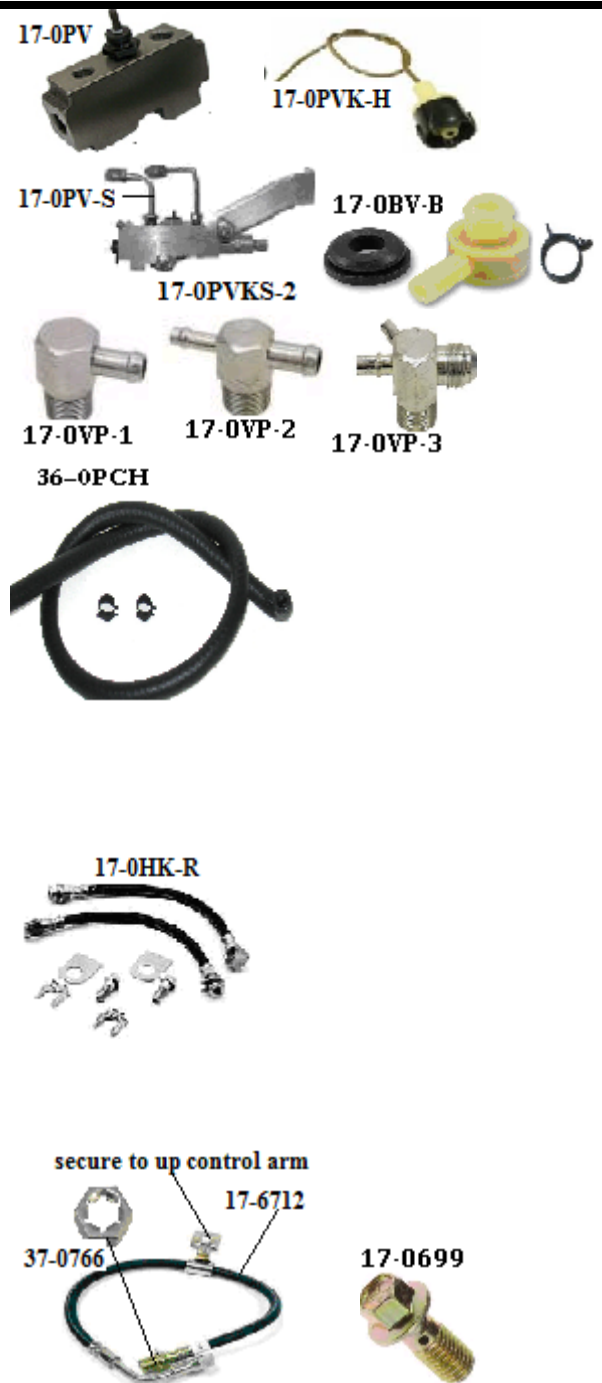 17-0PV
17-0PVK-H
17-0PV-S
17-0BV-B
17-0PVKS-2
17-0VP-1
17-0VP-2
17-0VP-3
36-0PCH
17-0HK-R
secure to up control arm
17-6712
37-0766
17-0699